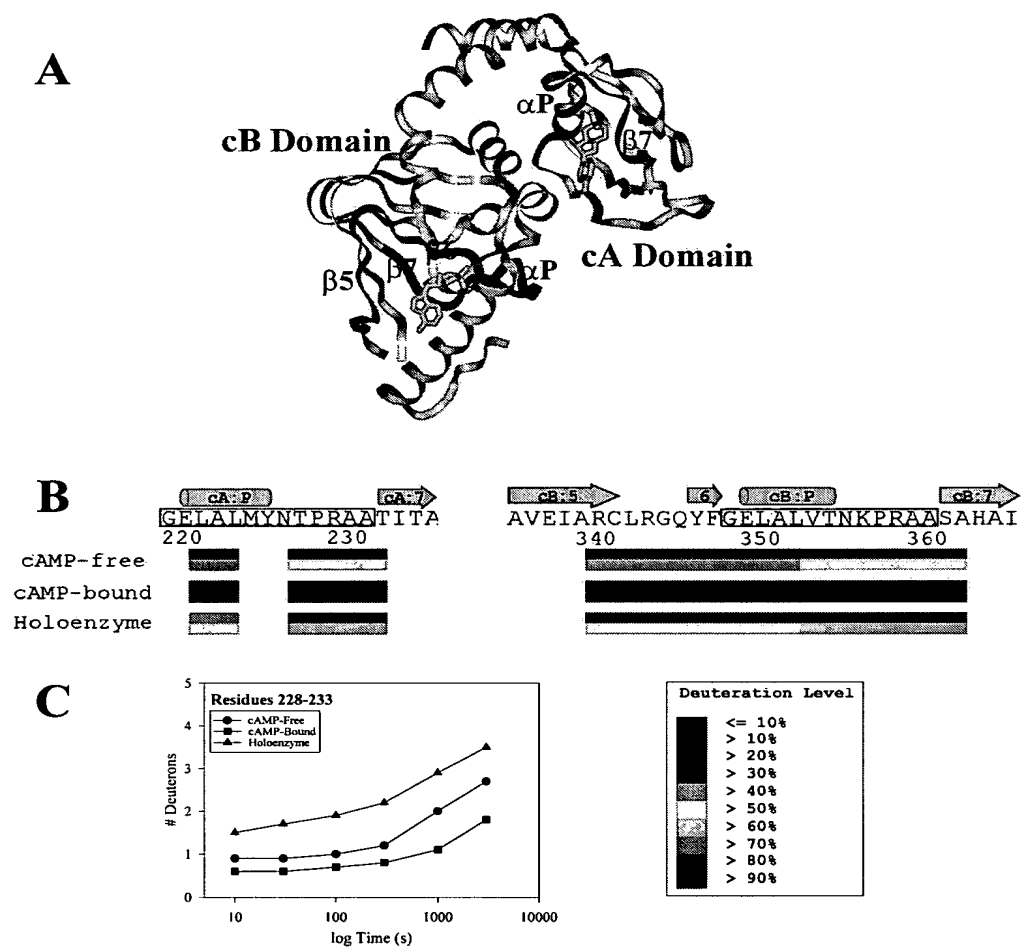 A
αP
β7
cB Domain
cA Domain
β5
β7
αP
B
cA:P
cA:7
cB:5
6
cB:P
cB:7
GELALMYNTPRAATITA
AVEIARCLRGQYFGELALVTNKPRAASAHAI
220 230 340 350 360
cAMP-free
cAMP-bound
Holoenzyme
C
Residues 228-233
cAMP-Free
cAMP-Bound
Holoenzyme
# Deuterons
5
4
3
2
1
0
10 100 1000 10000
log Time (s)
Deuteration Level
<= 10%
> 10%
> 20%
> 30%
> 40%
> 50%
> 60%
> 70%
> 80%
> 90%